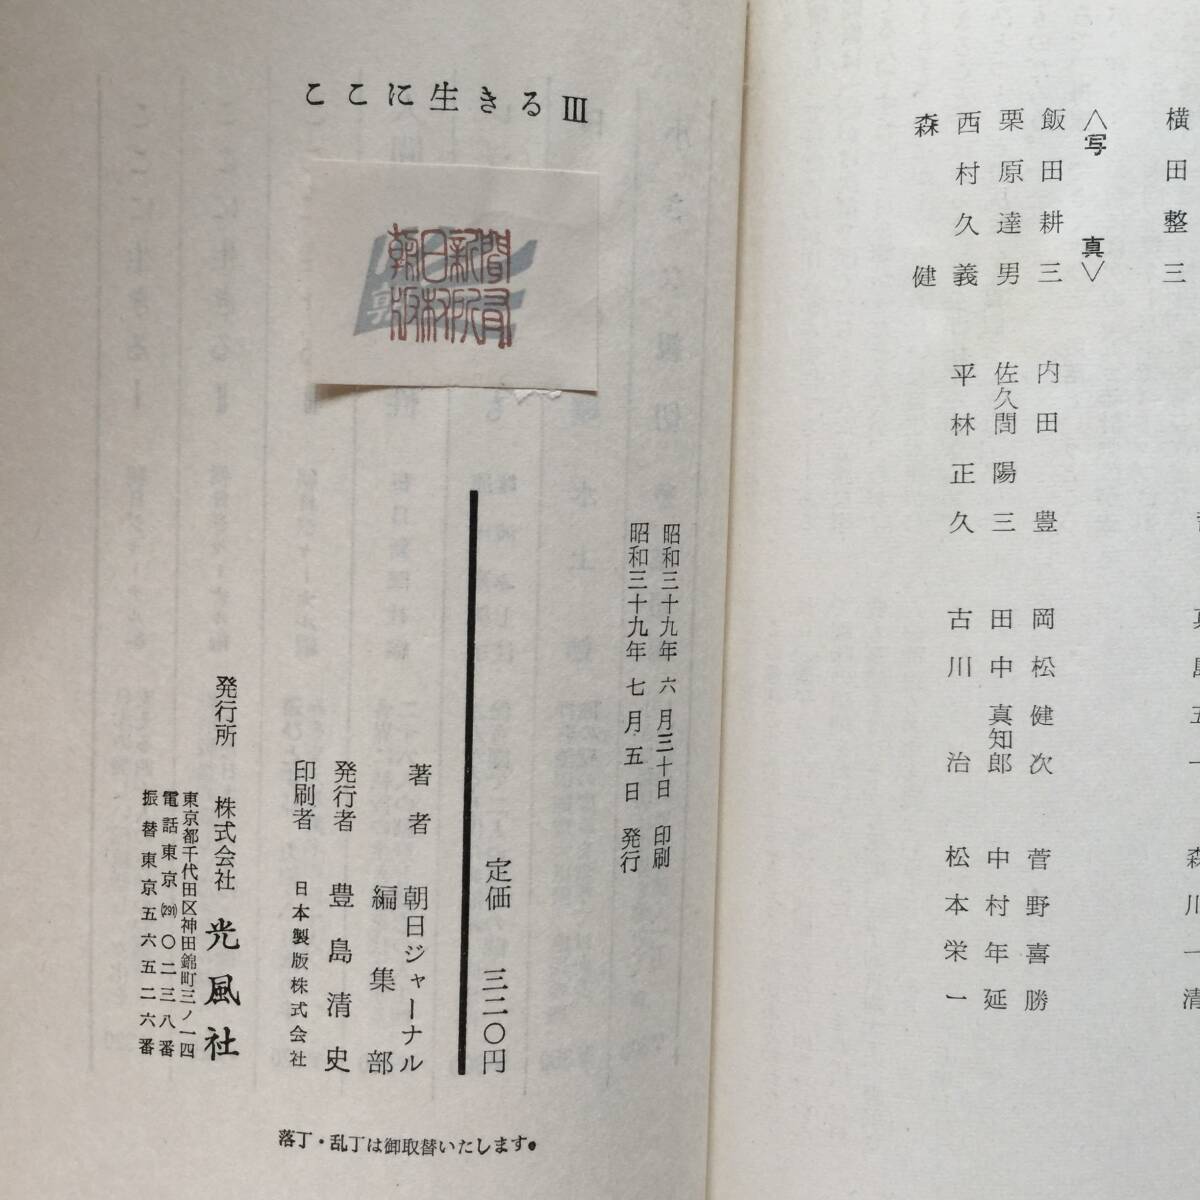 横田整三
〈写真〉
飯田耕三
内田豊
岡松健次
菅野喜勝
栗原達男
佐久間陽三
田中真知郎
中村年延
西村久義
平林正久
古川治
松本栄一
森健
ここに生きるⅢ
朝日新聞
昭和三十九年 六月三十日 印刷
昭和三十九年 七月五日 発行
定価 三二〇円
著者 朝日ジャーナル
編集部
発行者 豊島清史
印刷者 日本製版株式会社
発行所 株式会社 光風社
東京都千代田区神田錦町三ノ一四
電話東京(291)〇二三八番
振替東京五六五二六番
落丁・乱丁は御取替いたします。